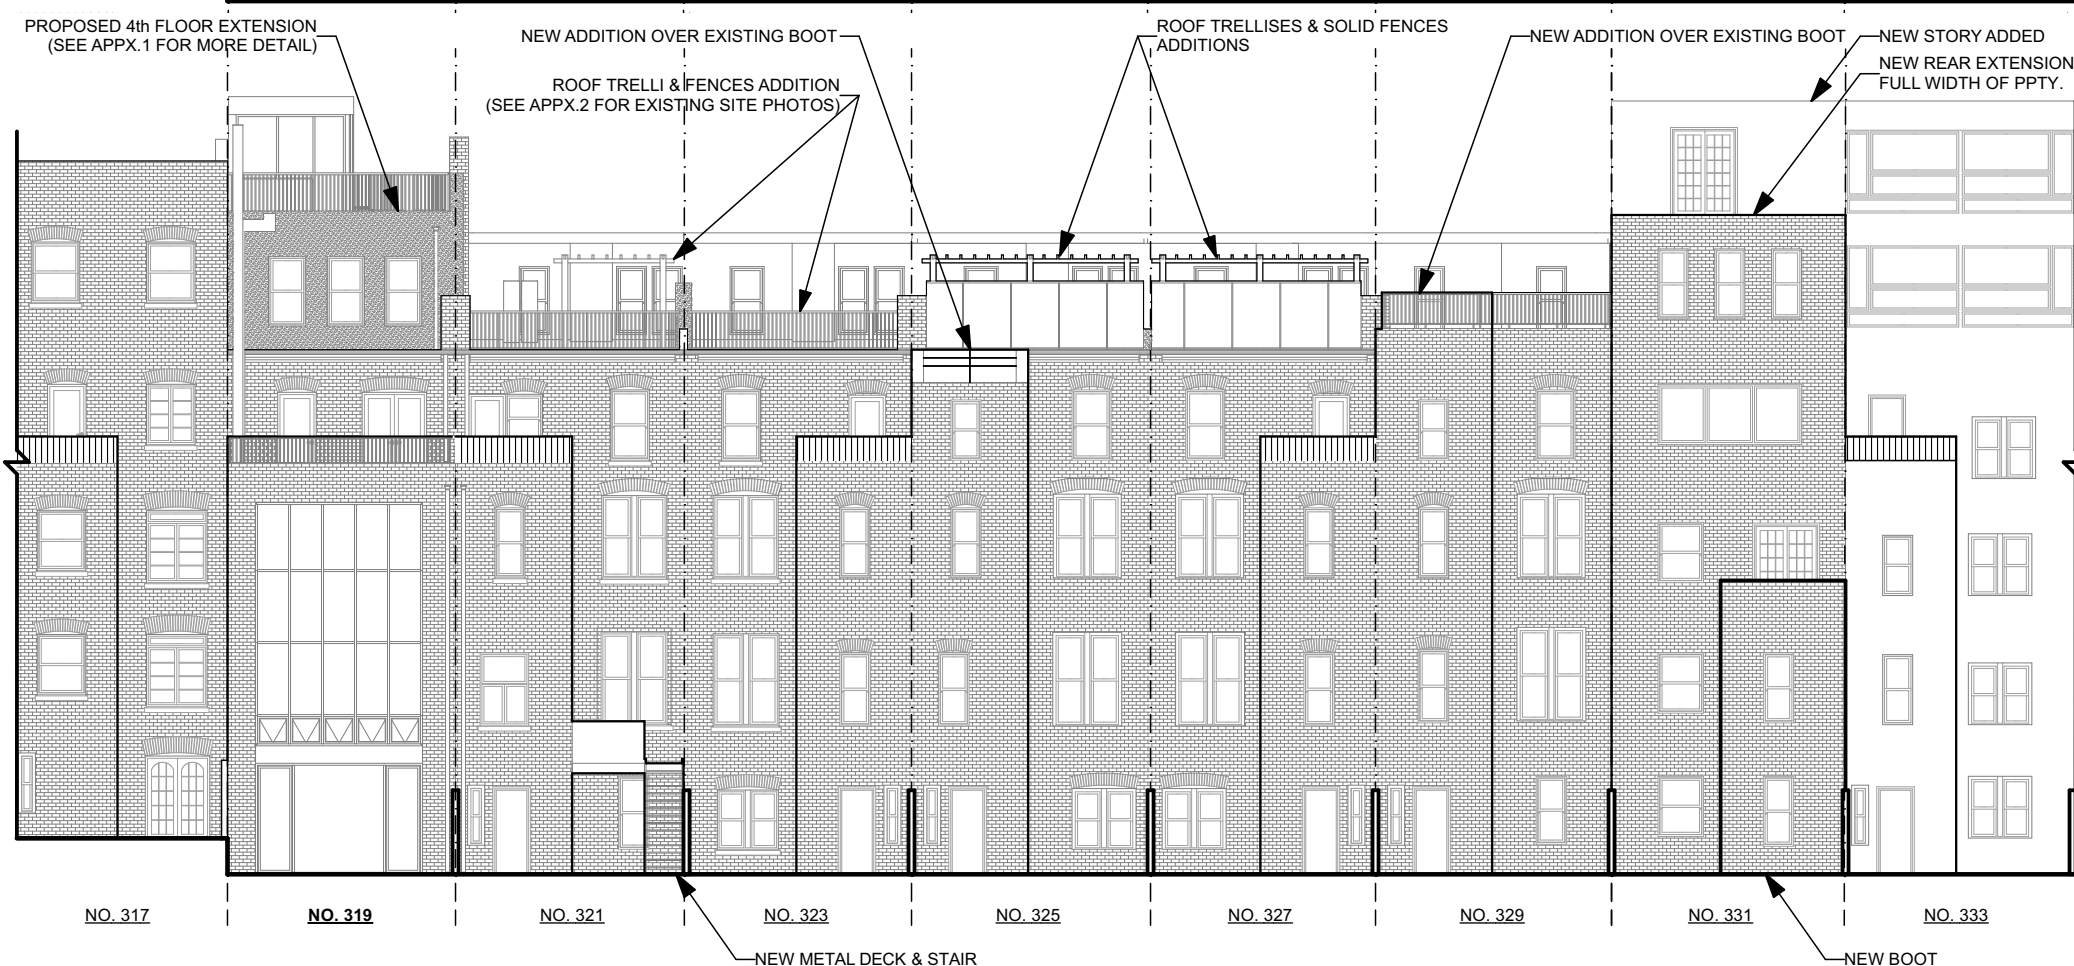 PROPOSED 4th FLOOR EXTENSION
(SEE APPX.1 FOR MORE DETAIL)
NEW ADDITION OVER EXISTING BOOT
ROOF TRELLI & FENCES ADDITION
(SEE APPX.2 FOR EXISTING SITE PHOTOS)
ROOF TRELLISES & SOLID FENCES
ADDITIONS
NEW ADDITION OVER EXISTING BOOT
NEW STORY ADDED
NEW REAR EXTENSION
FULL WIDTH OF PPTY.
NO. 317
NO. 319
NO. 321
NO. 323
NO. 325
NO. 327
NO. 329
NO. 331
NO. 333
NEW METAL DECK & STAIR
NEW BOOT